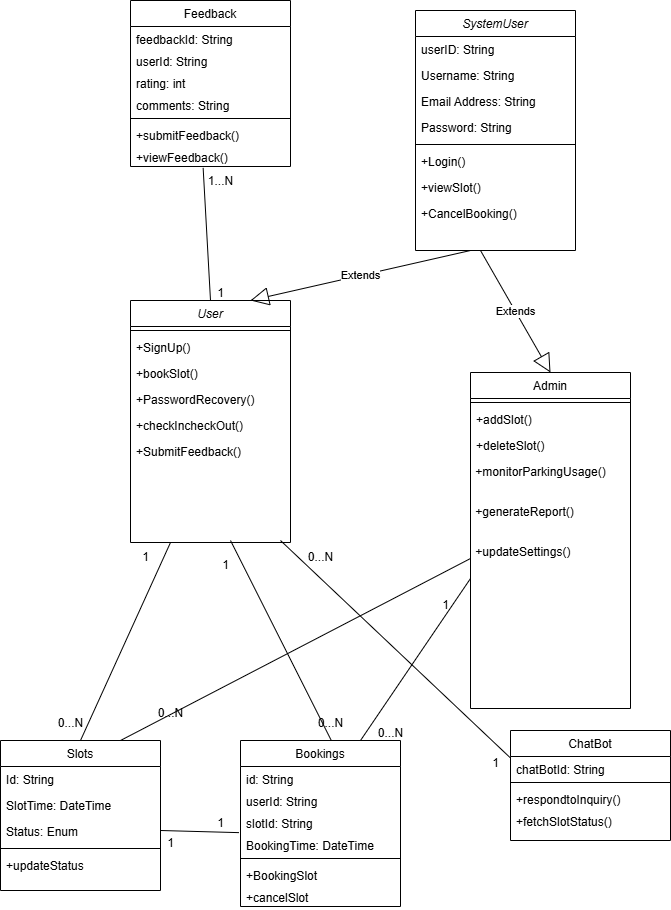 Feedback
feedbackId: String
userId: String
rating: int
comments: String
+submitFeedback()
+viewFeedback()
SystemUser
userID: String
Username: String
Email Address: String
Password: String
+Login()
+viewSlot()
+CancelBooking()
1...N
1
Extends
Extends
User
+SignUp()
+bookSlot()
+PasswordRecovery()
+checkIncheckOut()
+SubmitFeedback()
Admin
+addSlot()
+deleteSlot()
+monitorParkingUsage()
+generateReport()
+updateSettings()
1
1
0...N
1
0...N
0...N
0...N
0...N
1
Slots
Id: String
SlotTime: DateTime
Status: Enum
+updateStatus
1
1
Bookings
id: String
userId: String
slotId: String
BookingTime: DateTime
+BookingSlot
+cancelSlot
ChatBot
chatBotId: String
+respondtoInquiry()
+fetchSlotStatus()